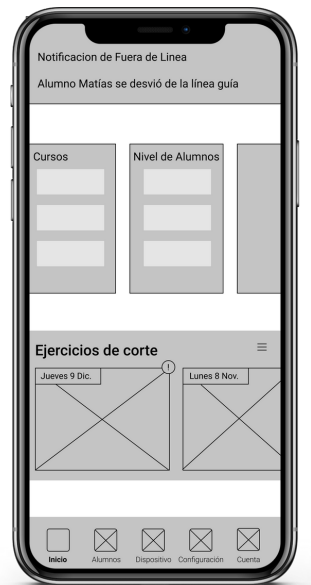 Notificacion de Fuera de Linea
Alumno Matías se desvió de la línea guía
Cursos
Nivel de Alumnos
Ejercicios de corte
Jueves 9 Dic.
!
Lunes 8 Nov.
Inicio
Alumnos
Dispositivo
Configuración
Cuenta